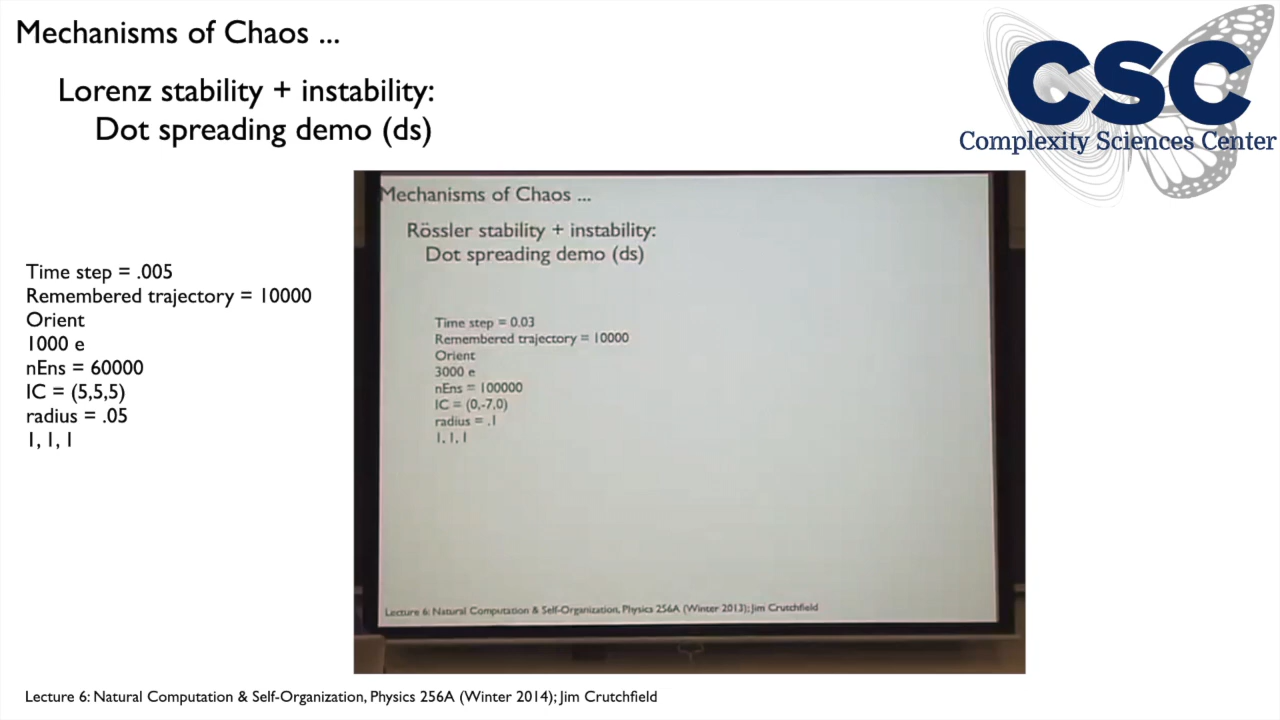 Mechanisms of Chaos ...
Lorenz stability + instability:
Dot spreading demo (ds)
CSC
Complexity Sciences Center
Time step = .005
Remembered trajectory = 10000
Orient
1000 e
nEns = 60000
IC = (5,5,5)
radius = .05
1, 1, 1
Mechanisms of Chaos ...
Rössler stability + instability:
Dot spreading demo (ds)
Time step = 0.03
Remembered trajectory = 10000
Orient
3000 e
nEns = 100000
IC = (0,-7,0)
radius = .1
1, 1, 1
Lecture 6: Natural Computation & Self-Organization, Physics 256A (Winter 2013); Jim Crutchfield
Lecture 6: Natural Computation & Self-Organization, Physics 256A (Winter 2014); Jim Crutchfield